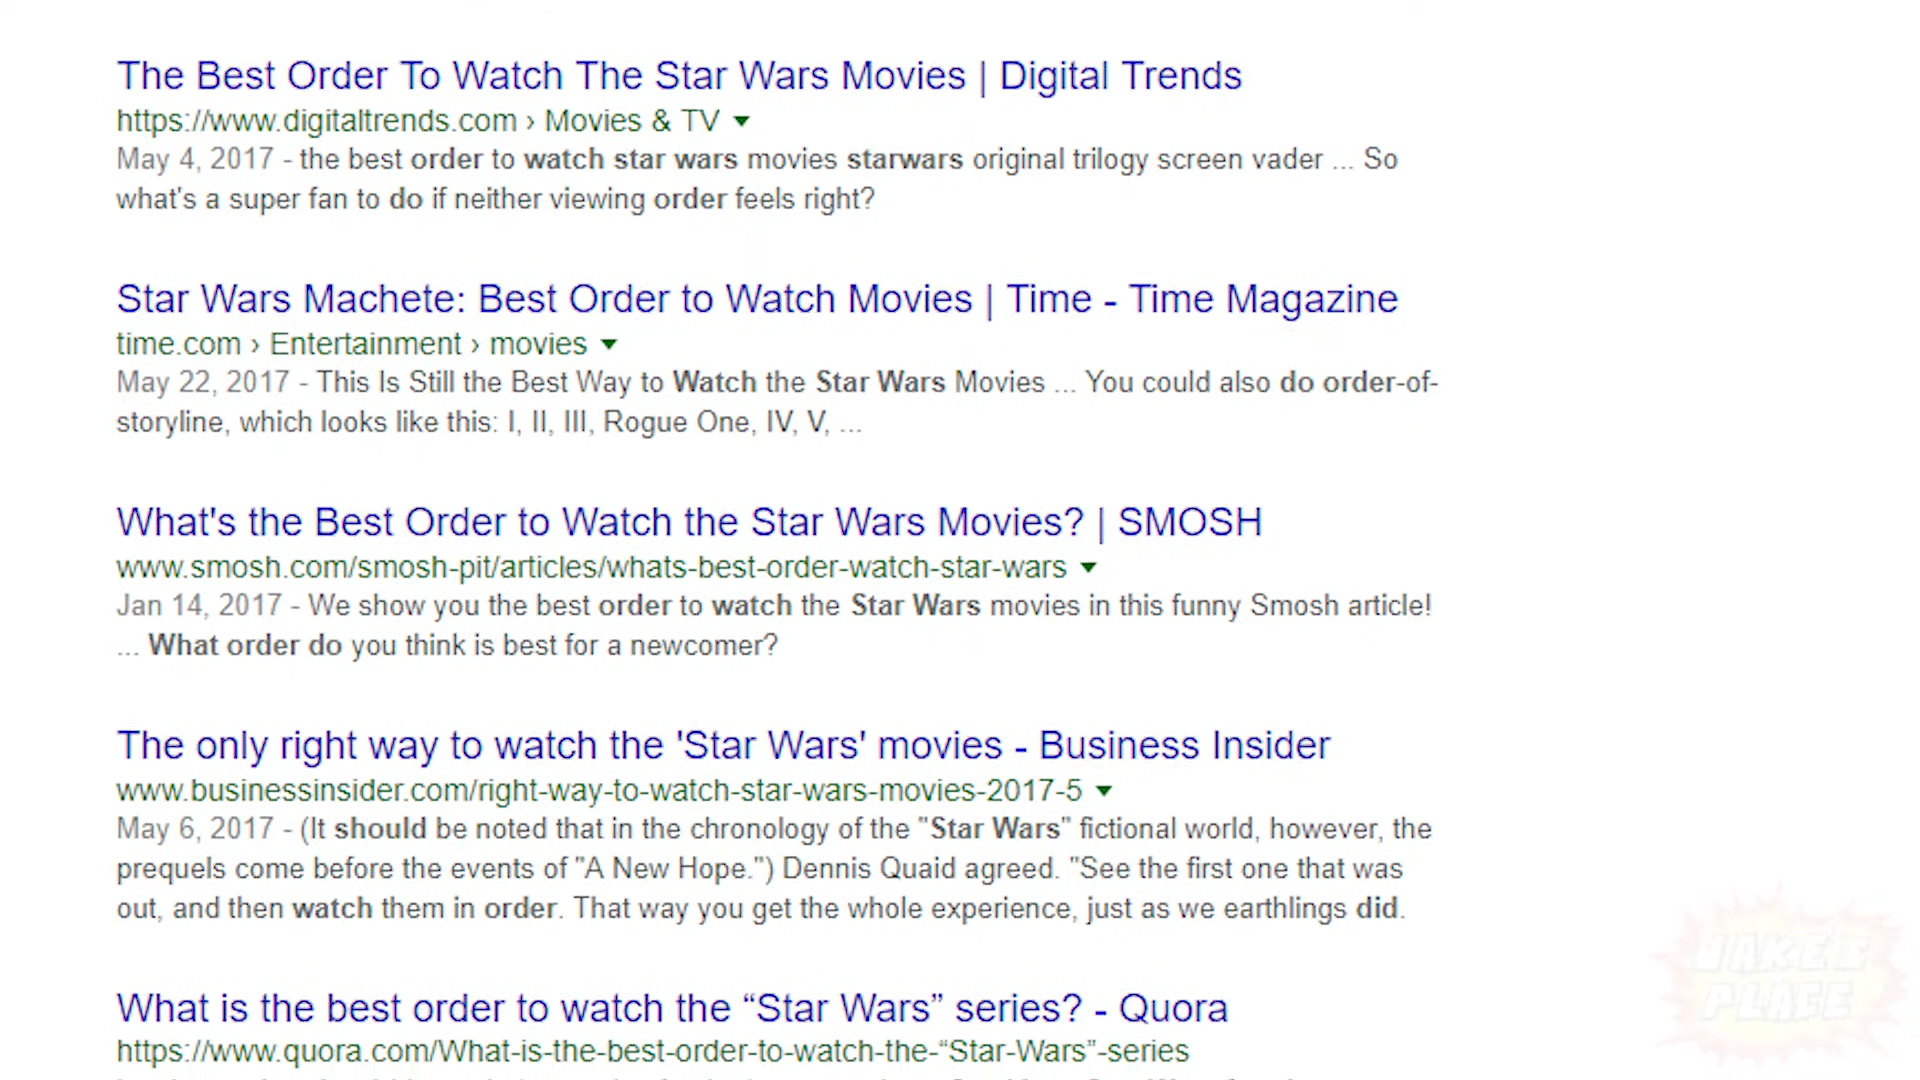 The Best Order To Watch The Star Wars Movies | Digital Trends
https://www.digitaltrends.com › Movies & TV
May 4, 2017 - the best order to watch star wars movies starwars original trilogy screen vader ... So
what's a super fan to do if neither viewing order feels right?
Star Wars Machete: Best Order to Watch Movies | Time - Time Magazine
time.com › Entertainment › movies
May 22, 2017 - This Is Still the Best Way to Watch the Star Wars Movies ... You could also do order-of-
storyline, which looks like this: I, II, III, Rogue One, IV, V, ...
What's the Best Order to Watch the Star Wars Movies? | SMOSH
www.smosh.com/smosh-pit/articles/whats-best-order-watch-star-wars
Jan 14, 2017 - We show you the best order to watch the Star Wars movies in this funny Smosh article!
... What order do you think is best for a newcomer?
The only right way to watch the 'Star Wars' movies - Business Insider
www.businessinsider.com/right-way-to-watch-star-wars-movies-2017-5
May 6, 2017 - (It should be noted that in the chronology of the "Star Wars" fictional world, however, the
prequels come before the events of "A New Hope.") Dennis Quaid agreed. "See the first one that was
out, and then watch them in order. That way you get the whole experience, just as we earthlings did.
What is the best order to watch the “Star Wars” series? - Quora
https://www.quora.com/What-is-the-best-order-to-watch-the-“Star-Wars”-series
JAKE'S
PLACE